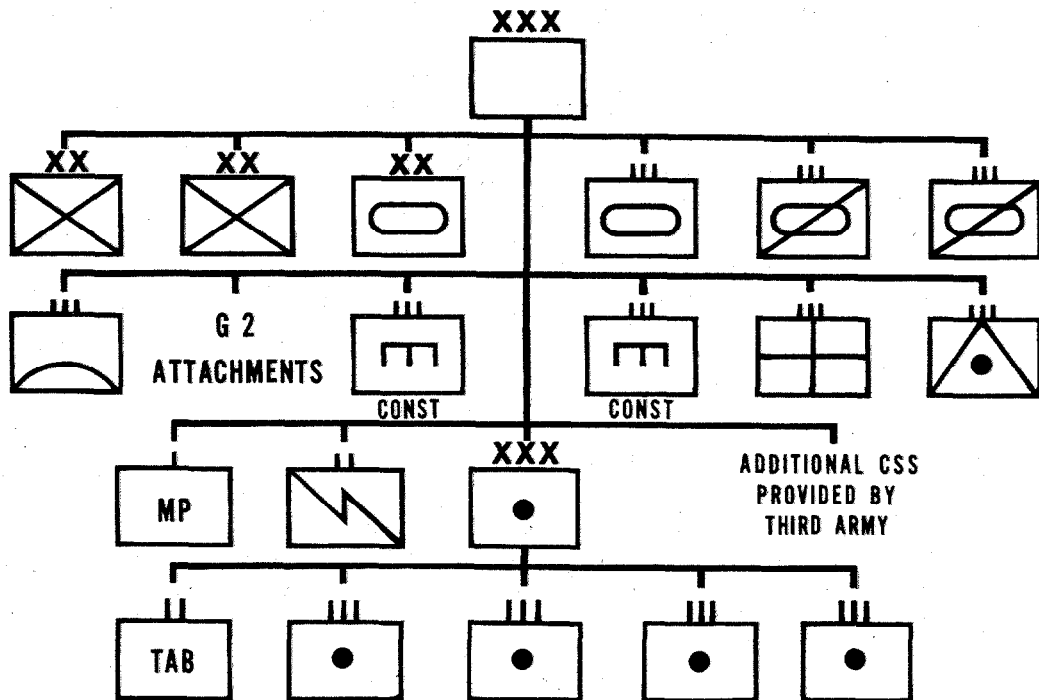 XXX
XX XX XX III III III
III G 2 III III III III
ATTACHMENTS
CONST CONST
XXX
I II ADDITIONAL CSS
MP PROVIDED BY
THIRD ARMY
II III III III III
TAB